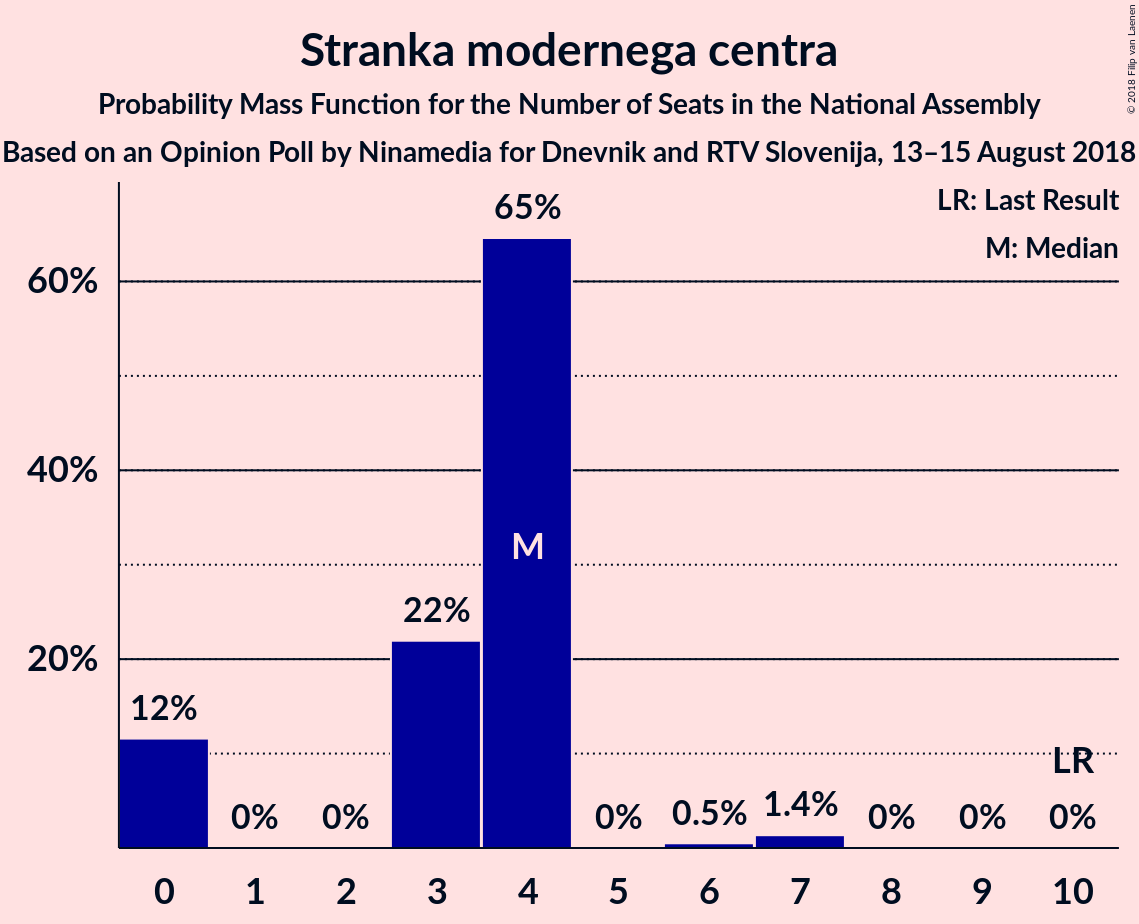 Stranka modernega centra
Probability Mass Function for the Number of Seats in the National Assembly
Based on an Opinion Poll by Ninamedia for Dnevnik and RTV Slovenija, 13–15 August 2018
© 2018 Filip van Laenen
LR: Last Result
M: Median
65%
60%
40%
M
22%
20%
12%
LR
0%
0%
0%
0.5%
1.4%
0%
0%
0%
0 1 2 3 4 5 6 7 8 9 10